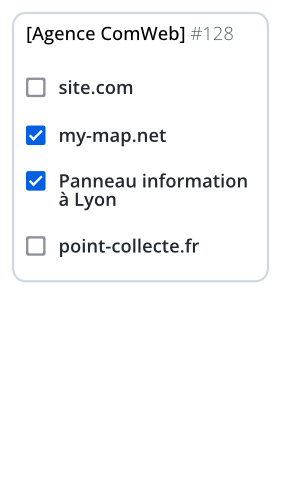 [Agence ComWeb] #128
site.com
my-map.net
Panneau information
à Lyon
point-collecte.fr